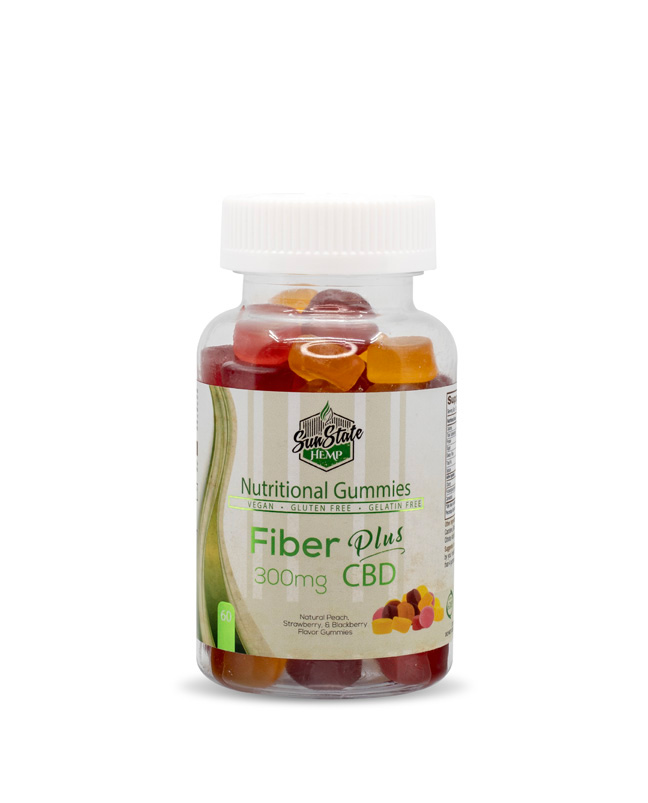 SunState
HEMP
Nutritional Gummies
VEGAN • GLUTEN FREE • GELATIN FREE
Fiber Plus
300mg CBD
60
Natural Peach,
Strawberry, & Blackberry
Flavor Gummies